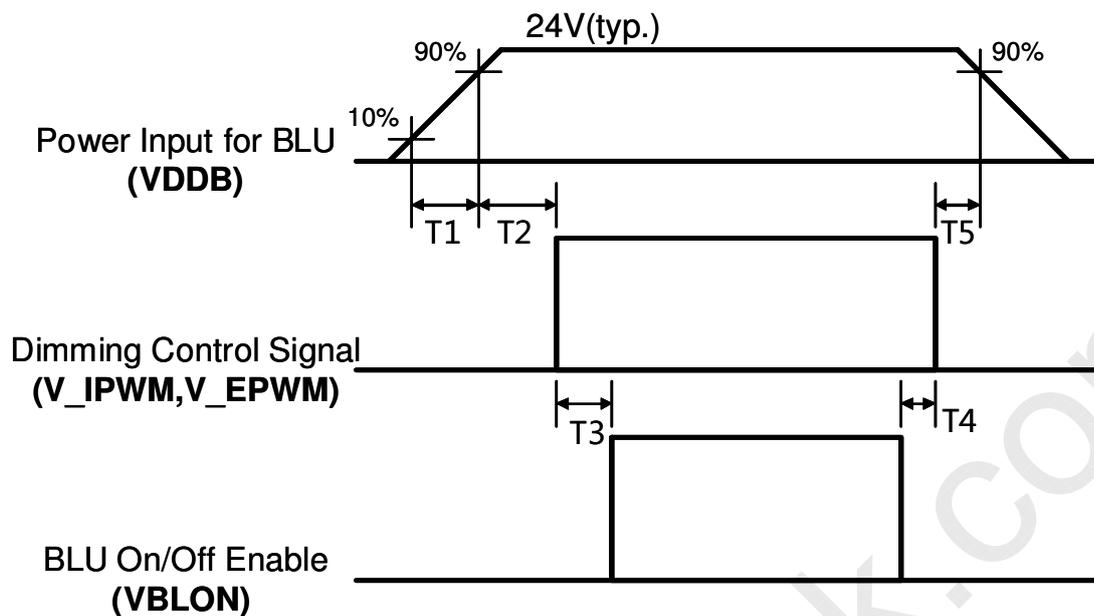 24V(typ.)
90%
90%
10%
Power Input for BLU
(VDDB)
T1
T2
T5
Dimming Control Signal
(V_IPWM,V_EPWM)
T3
T4
BLU On/Off Enable
(VBLON)
k.co